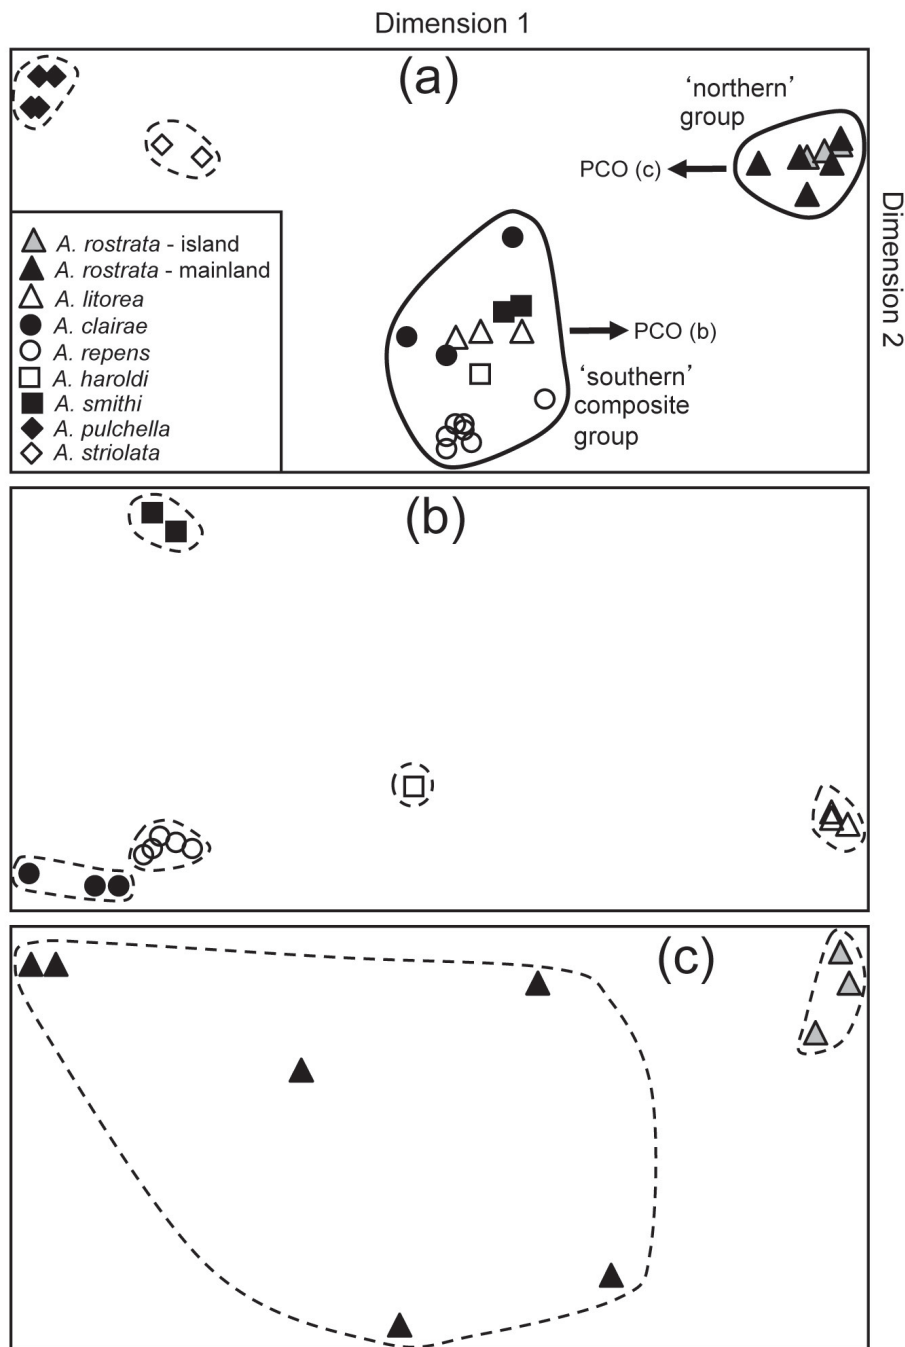 Dimension 1
(a)
‘northern’
group
PCO (c)
Dimension 2
A. rostrata - island
A. rostrata - mainland
A. litorea
A. clairae
A. repens
A. haroldi
A. smithi
A. pulchella
A. striolata
PCO (b)
‘southern’
composite
group
(b)
(c)